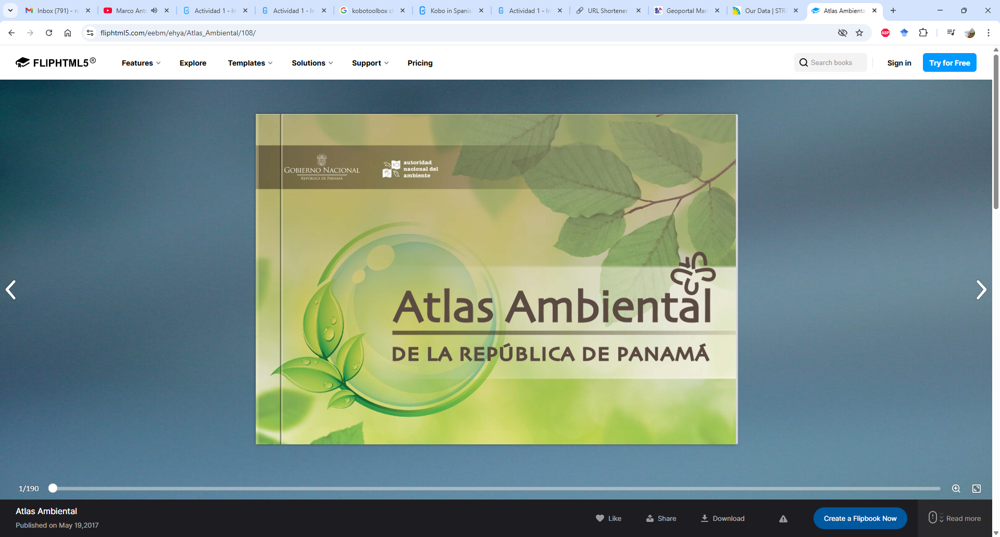 Inbox (791) - n
Marco Anto
Actividad 1 - In
Actividad 1 - In
kobotoolbox cl
Kobo in Spanis
Actividad 1 - In
URL Shortener
Geoportal Mar
Our Data | STR
Atlas Ambienta
fliphtml5.com/eebm/ehya/Atlas_Ambiental/108/
ABP
FLIPHTML5®
Features
Explore
Templates
Solutions
Support
Pricing
Search books
Sign in
Try for Free
GOBIERNO NACIONAL
REPÚBLICA DE PANAMÁ
autoridad
nacional del
ambiente
Atlas Ambiental
DE LA REPÚBLICA DE PANAMÁ
1/190
Atlas Ambiental
Published on May 19,2017
Like
Share
Download
Create a Flipbook Now
Read more